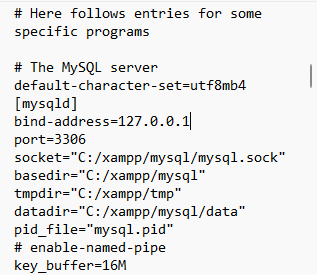 # Here follows entries for some
specific programs

# The MySQL server
default-character-set=utf8mb4
[mysqld]
bind-address=127.0.0.1
port=3306
socket="C:/xampp/mysql/mysql.sock"
basedir="C:/xampp/mysql"
tmpdir="C:/xampp/tmp"
datadir="C:/xampp/mysql/data"
pid_file="mysql.pid"
# enable-named-pipe
key_buffer=16M